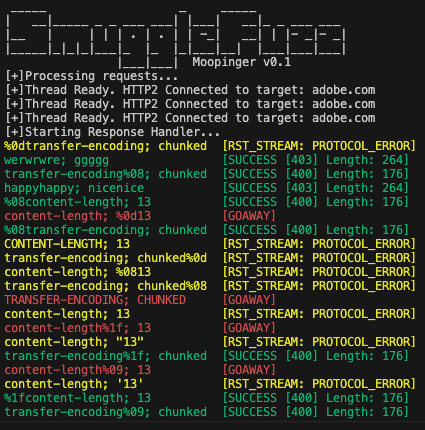 Moopinger v0.1
[+]Processing requests...
[+]Thread Ready. HTTP2 Connected to target: adobe.com
[+]Thread Ready. HTTP2 Connected to target: adobe.com
[+]Thread Ready. HTTP2 Connected to target: adobe.com
[+]Starting Response Handler...
%0dtransfer-encoding; chunked [RST_STREAM: PROTOCOL_ERROR]
werwrwre; ggggg [SUCCESS [403] Length: 264]
transfer-encoding%08; chunked [SUCCESS [400] Length: 176]
happyhappy; nicenice [SUCCESS [403] Length: 264]
%08content-length; 13 [SUCCESS [400] Length: 176]
content-length; %0d13 [GOAWAY]
%08transfer-encoding; chunked [SUCCESS [400] Length: 176]
CONTENT-LENGTH; 13 [RST_STREAM: PROTOCOL_ERROR]
transfer-encoding; chunked%0d [RST_STREAM: PROTOCOL_ERROR]
content-length; %0813 [RST_STREAM: PROTOCOL_ERROR]
transfer-encoding; chunked%08 [RST_STREAM: PROTOCOL_ERROR]
TRANSFER-ENCODING; CHUNKED [GOAWAY]
content-length; 13 [RST_STREAM: PROTOCOL_ERROR]
content-length%1f; 13 [GOAWAY]
content-length; "13" [RST_STREAM: PROTOCOL_ERROR]
transfer-encoding%1f; chunked [SUCCESS [400] Length: 176]
content-length%09; 13 [GOAWAY]
content-length; '13' [RST_STREAM: PROTOCOL_ERROR]
%1fcontent-length; 13 [SUCCESS [400] Length: 176]
transfer-encoding%09; chunked [SUCCESS [400] Length: 176]